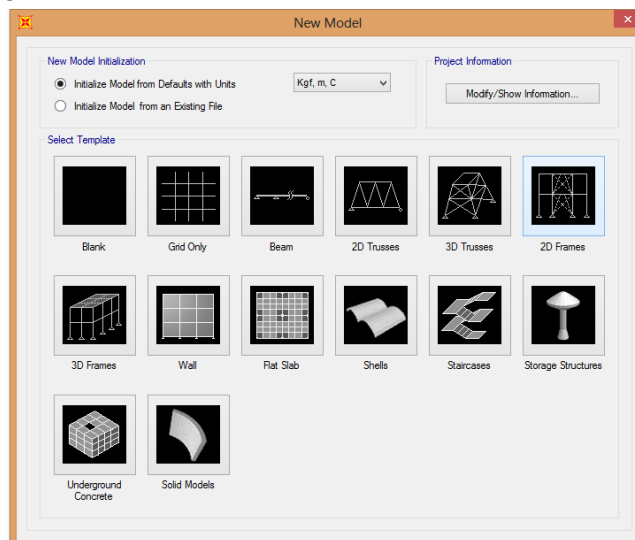 New Model
New Model Initialization
Project Information
Initialize Model from Defaults with Units
Kgf, m, C
Modify/Show Information...
Initialize Model from an Existing File
Select Template
Blank
Grid Only
Beam
2D Trusses
3D Trusses
2D Frames
3D Frames
Wall
Flat Slab
Shells
Staircases
Storage Structures
Underground
Concrete
Solid Models